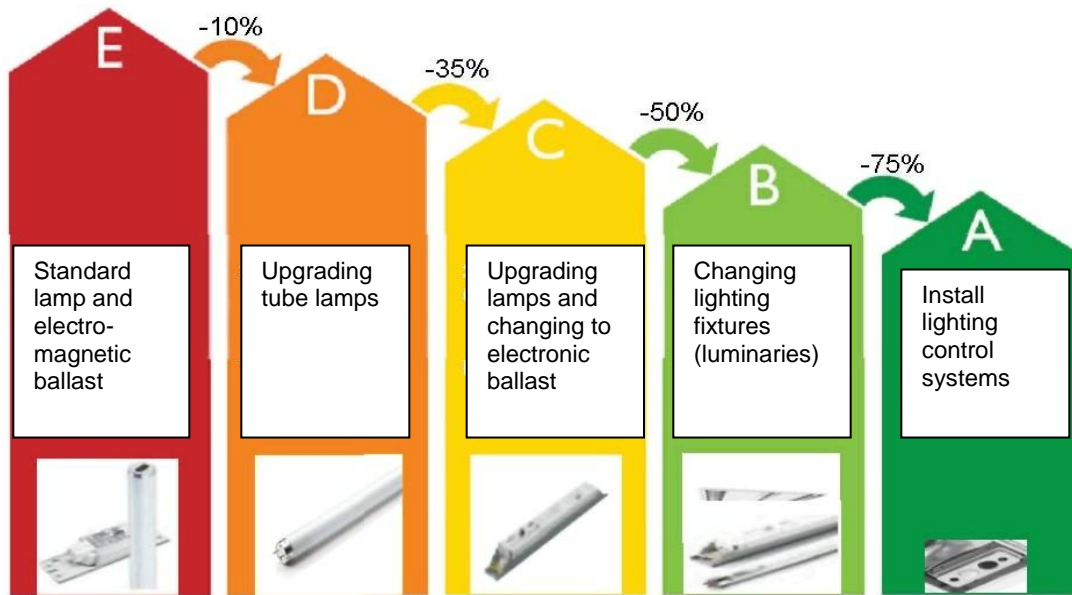 E
-10%
D
-35%
C
-50%
B
-75%
A
Standard
lamp and
electro-
magnetic
ballast
Upgrading
tube lamps
Upgrading
lamps and
changing to
electronic
ballast
Changing
lighting
fixtures
(luminaries)
Install
lighting
control
systems